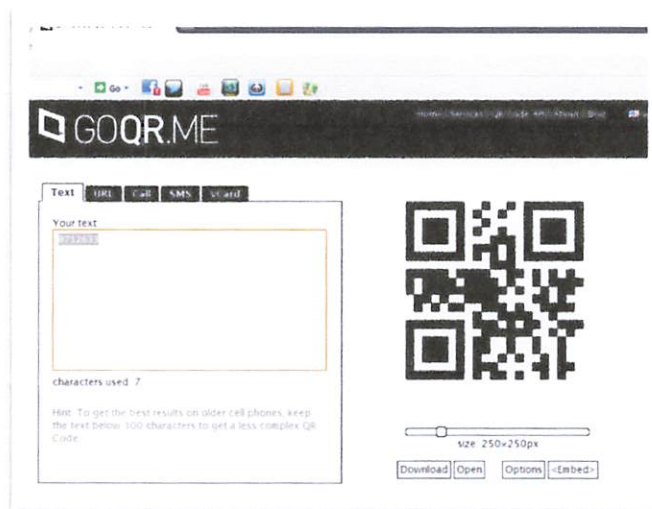 Go
GOQR.ME
Text URL Call SMS vCard
Your text
characters used: 7
Hint: To get the best results on older cell phones, keep
the text below 100 characters to get a less complex QR
Code.
size: 250×250px
Download Open Options <Embed>